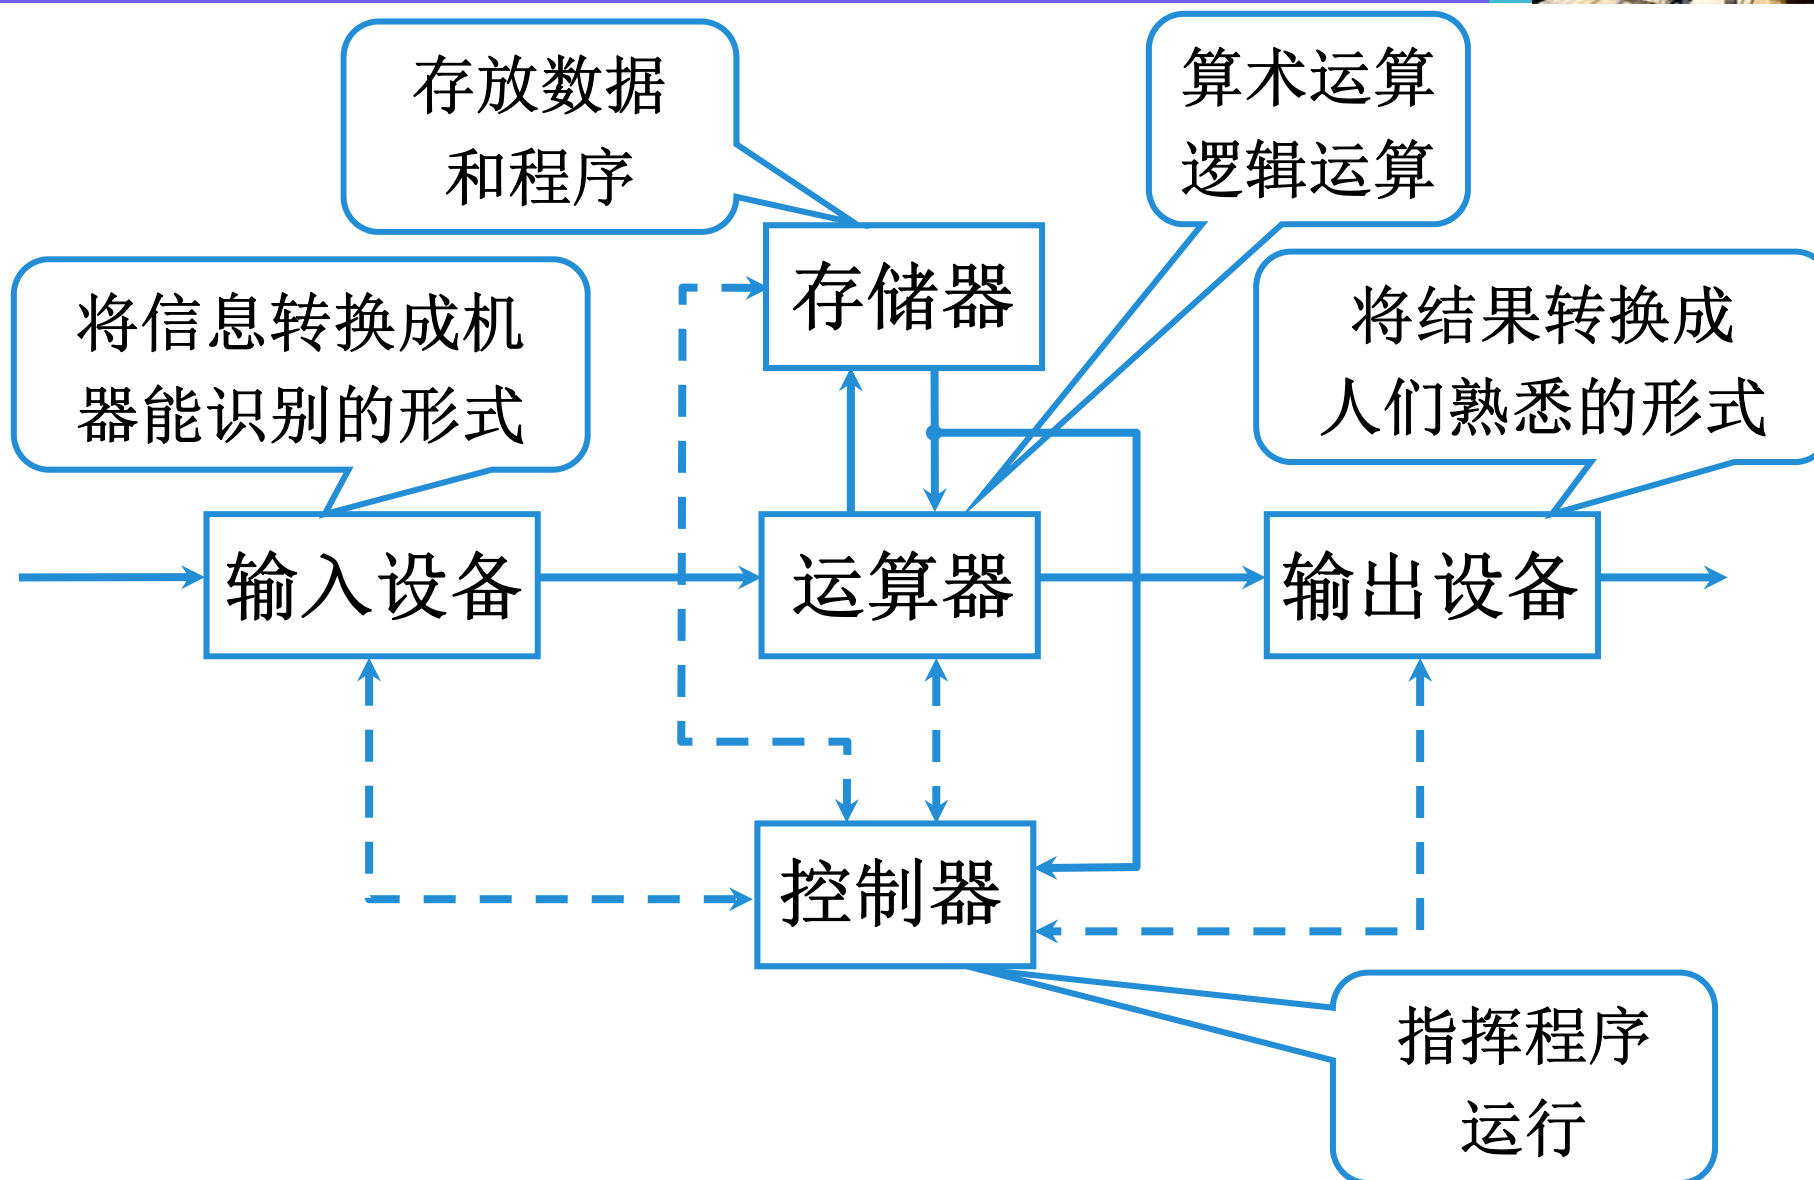 存放数据
和程序
算术运算
逻辑运算
存储器
将信息转换成机
器能识别的形式
将结果转换成
人们熟悉的形式
输入设备
运算器
输出设备
控制器
指挥程序
运行